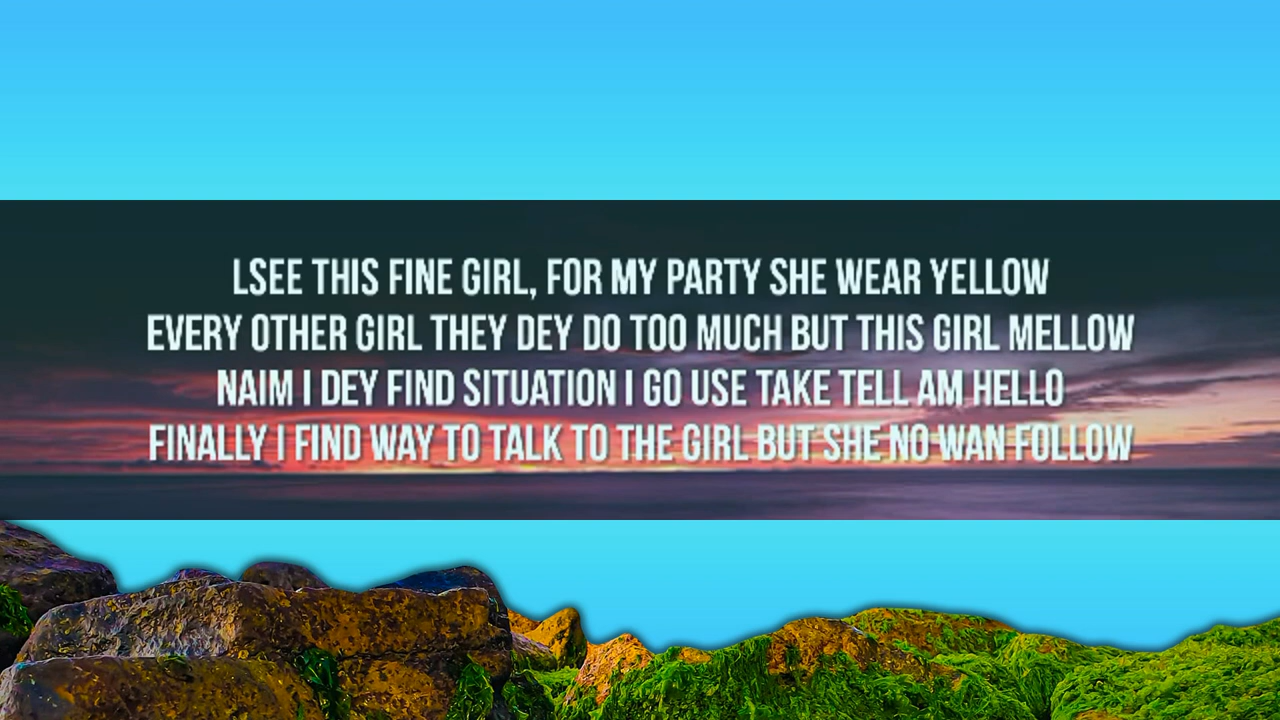 LSEE THIS FINE GIRL, FOR MY PARTY SHE WEAR YELLOW
EVERY OTHER GIRL THEY DEY DO TOO MUCH BUT THIS GIRL MELLOW
NAIM I DEY FIND SITUATION I GO USE TAKE TELL AM HELLO
FINALLY I FIND WAY TO TALK TO THE GIRL BUT SHE NO WAN FOLLOW